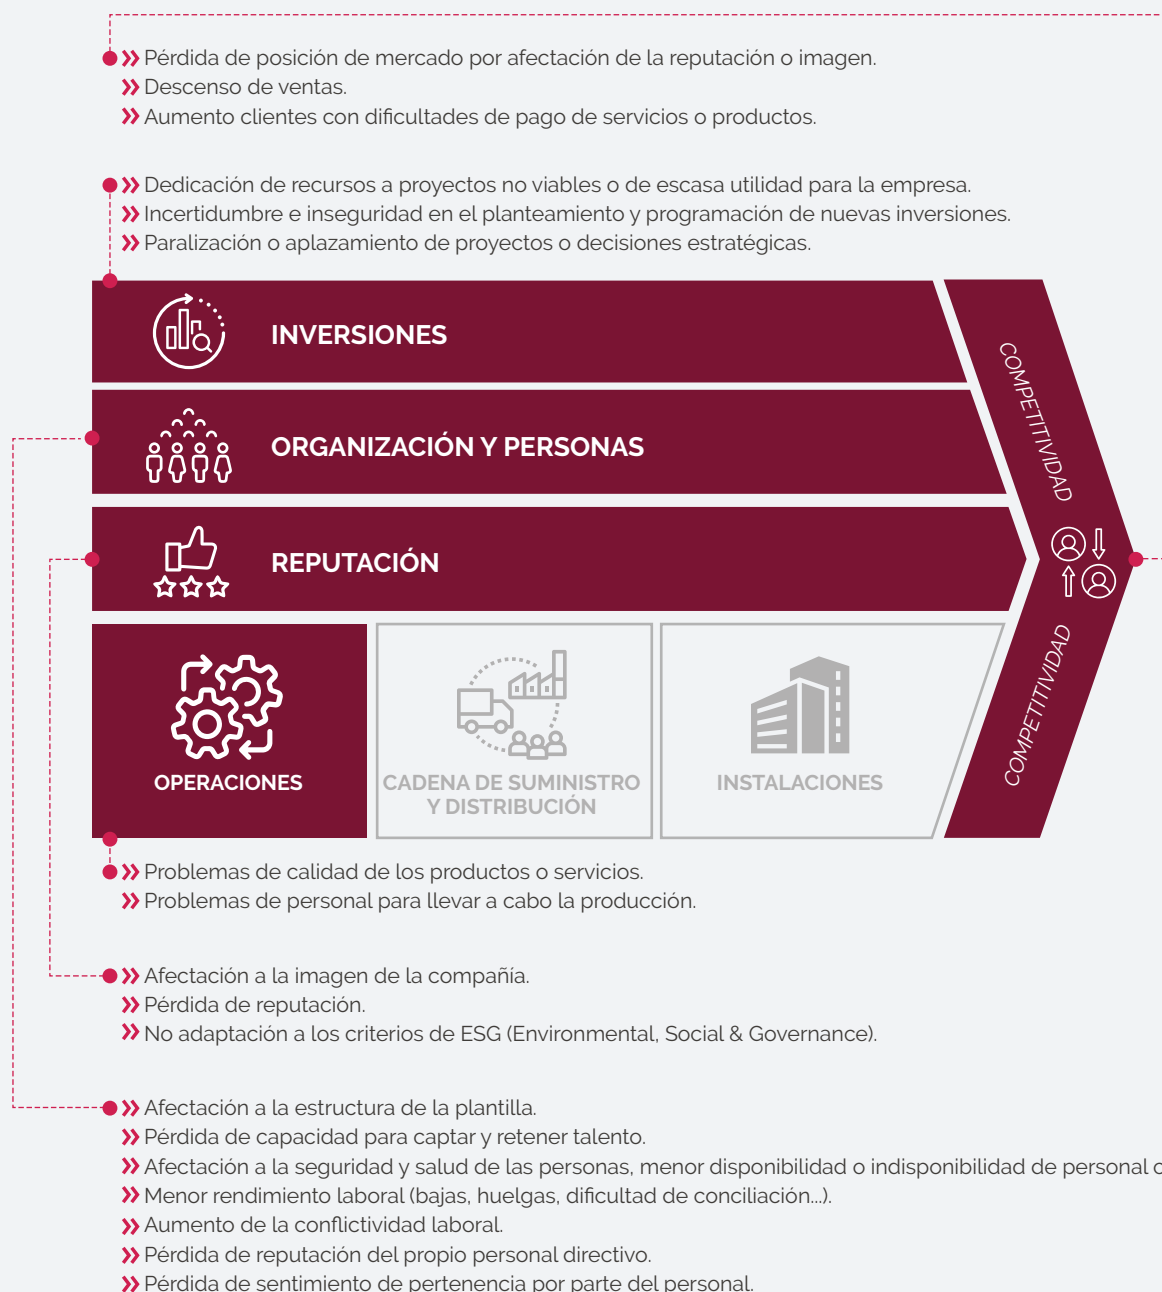 Pérdida de posición de mercado por afectación de la reputación o imagen.
Descenso de ventas.
Aumento clientes con dificultades de pago de servicios o productos.
Dedicación de recursos a proyectos no viables o de escasa utilidad para la empresa.
Incertidumbre e inseguridad en el planteamiento y programación de nuevas inversiones.
Paralización o aplazamiento de proyectos o decisiones estratégicas.
INVERSIONES
ORGANIZACIÓN Y PERSONAS
REPUTACIÓN
COMPETITIVIDAD
COMPETITIVIDAD
OPERACIONES
CADENA DE SUMINISTRO
Y DISTRIBUCIÓN
INSTALACIONES
Problemas de calidad de los productos o servicios.
Problemas de personal para llevar a cabo la producción.
Afectación a la imagen de la compañía.
Pérdida de reputación.
No adaptación a los criterios de ESG (Environmental, Social & Governance).
Afectación a la estructura de la plantilla.
Pérdida de capacidad para captar y retener talento.
Afectación a la seguridad y salud de las personas, menor disponibilidad o indisponibilidad de personal
Menor rendimiento laboral (bajas, huelgas, dificultad de conciliación...).
Aumento de la conflictividad laboral.
Pérdida de reputación del propio personal directivo.
Pérdida de sentimiento de pertenencia por parte del personal.